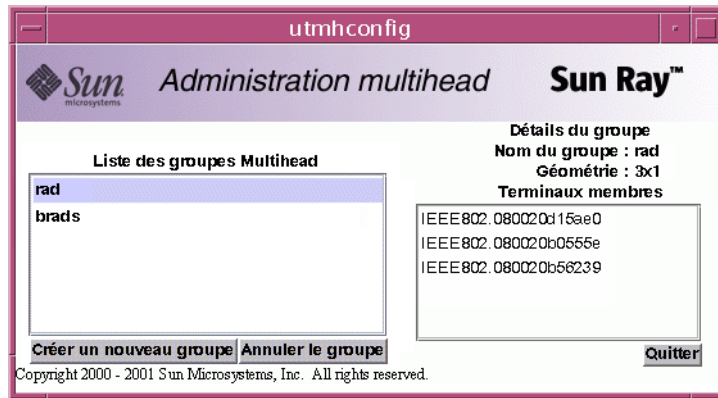 utmhconfig
Sun
microsystems
Administration multihead
Sun Ray™
Liste des groupes Multihead
rad
brads
Créer un nouveau groupe
Annuler le groupe
Détails du groupe
Nom du groupe : rad
Géométrie : 3x1
Terminaux membres
IEEE802.080020d15ae0
IEEE802.080020b0555e
IEEE802.080020b56239
Quitter
Copyright 2000 - 2001 Sun Microsystems, Inc. All rights reserved.